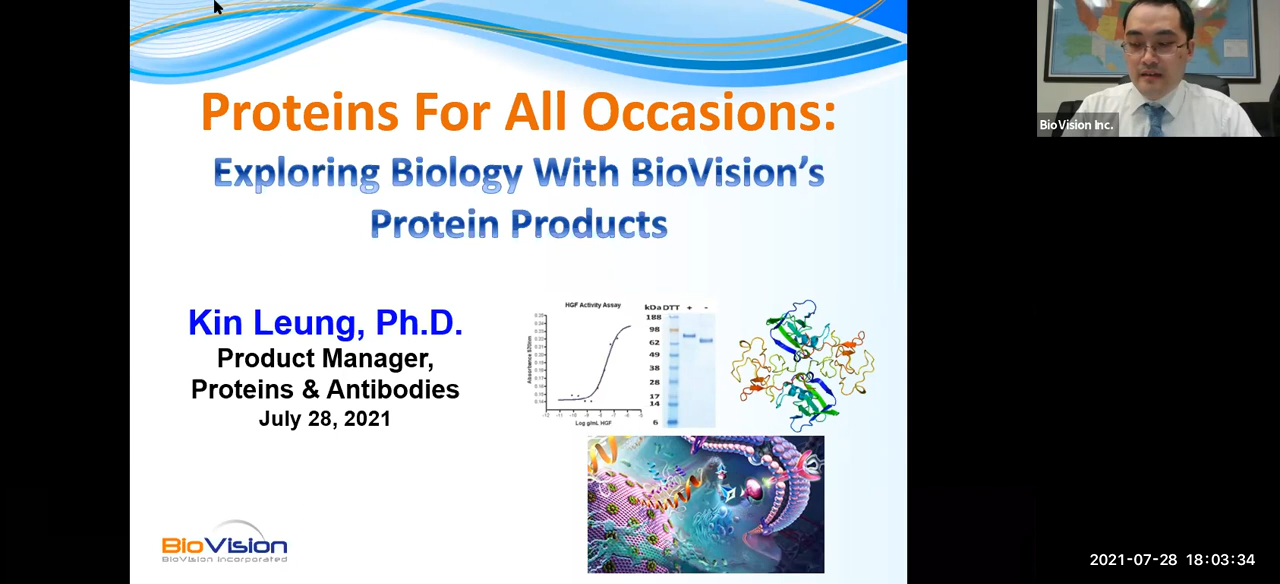 Proteins For All Occasions:
Exploring Biology With BioVision's
Protein Products
Kin Leung, Ph.D.
Product Manager,
Proteins & Antibodies
July 28, 2021
HGF Activity Assay
Log g/mL HGF
kDa DTT + -
188
98
62
49
38
28
17
14
6
BioVision
BioVision Incorporated
BioVision Inc.
2021-07-28 18:03:34